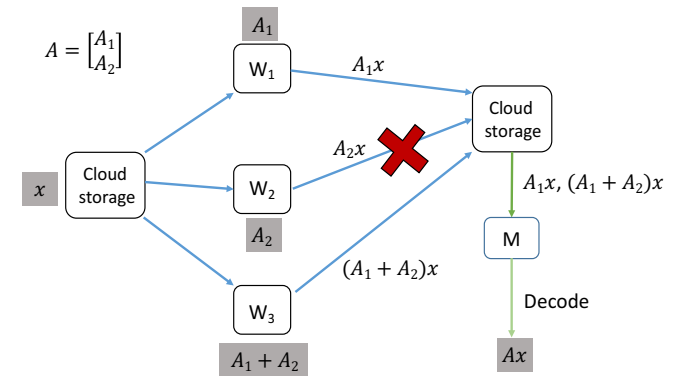 A = [A₁
A₂]
A₁
W₁
A₁x
Cloud
storage
x
Cloud
storage
A₂x
W₂
A₂
A₁x, (A₁ + A₂)x
M
(A₁ + A₂)x
W₃
Decode
A₁ + A₂
Ax